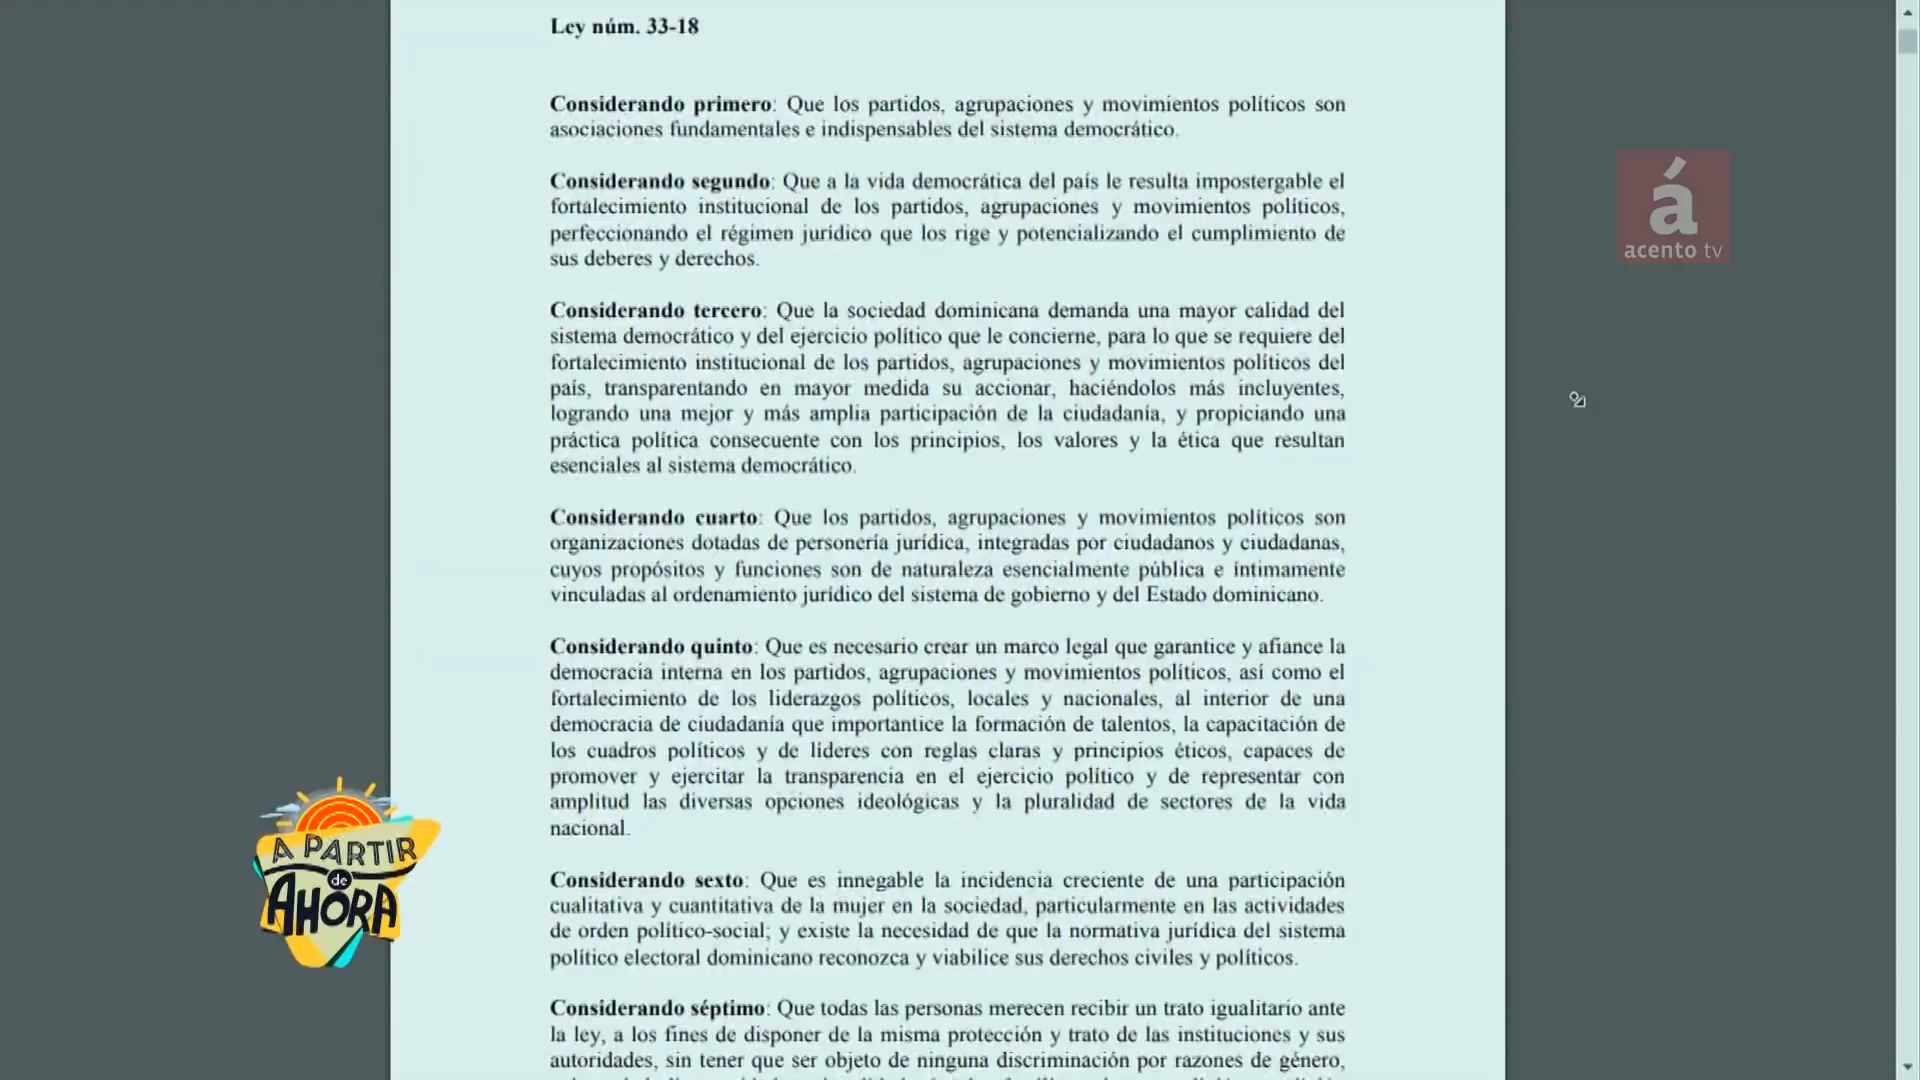 Ley núm. 33-18
Considerando primero: Que los partidos, agrupaciones y movimientos políticos son
asociaciones fundamentales e indispensables del sistema democrático.
Considerando segundo: Que a la vida democrática del país le resulta impostergable el
fortalecimiento institucional de los partidos, agrupaciones y movimientos políticos,
perfeccionando el régimen jurídico que los rige y potencializando el cumplimiento de
sus deberes y derechos.
Considerando tercero: Que la sociedad dominicana demanda una mayor calidad del
sistema democrático y del ejercicio político que le concierne, para lo que se requiere del
fortalecimiento institucional de los partidos, agrupaciones y movimientos políticos del
país, transparentando en mayor medida su accionar, haciéndolos más incluyentes,
logrando una mejor y más amplia participación de la ciudadanía, y propiciando una
práctica política consecuente con los principios, los valores y la ética que resultan
esenciales al sistema democrático.
Considerando cuarto: Que los partidos, agrupaciones y movimientos políticos son
organizaciones dotadas de personería jurídica, integradas por ciudadanos y ciudadanas,
cuyos propósitos y funciones son de naturaleza esencialmente pública e íntimamente
vinculadas al ordenamiento jurídico del sistema de gobierno y del Estado dominicano.
Considerando quinto: Que es necesario crear un marco legal que garantice y afiance la
democracia interna en los partidos, agrupaciones y movimientos políticos, así como el
fortalecimiento de los liderazgos políticos, locales y nacionales, al interior de una
democracia de ciudadanía que importantice la formación de talentos, la capacitación de
los cuadros políticos y de líderes con reglas claras y principios éticos, capaces de
promover y ejercitar la transparencia en el ejercicio político y de representar con
amplitud las diversas opciones ideológicas y la pluralidad de sectores de la vida
nacional.
Considerando sexto: Que es innegable la incidencia creciente de una participación
cualitativa y cuantitativa de la mujer en la sociedad, particularmente en las actividades
de orden político-social; y existe la necesidad de que la normativa jurídica del sistema
político electoral dominicano reconozca y viabilice sus derechos civiles y políticos.
Considerando séptimo: Que todas las personas merecen recibir un trato igualitario ante
la ley, a los fines de disponer de la misma protección y trato de las instituciones y sus
autoridades, sin tener que ser objeto de ninguna discriminación por razones de género,
á
acento tv
A PARTIR
de
AHORA